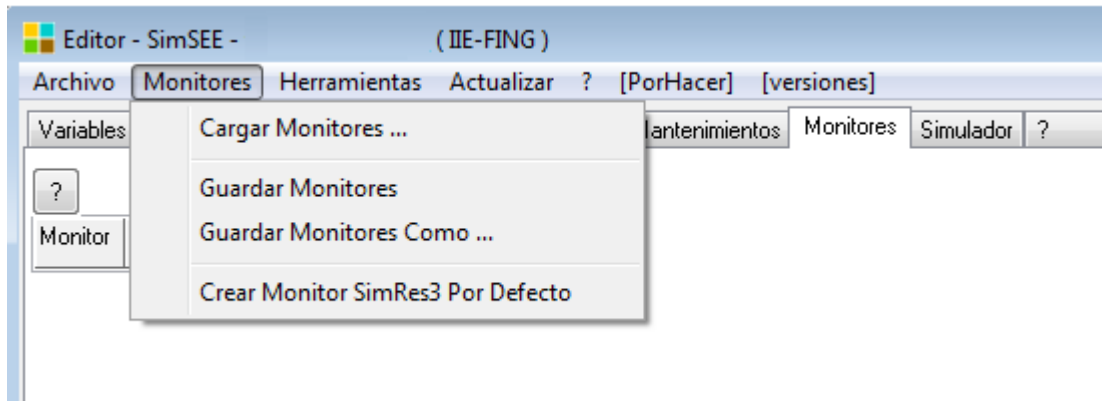 Editor - SimSEE - ( IIE-FING )
Archivo Monitores Herramientas Actualizar ? [PorHacer] [versiones]
Variables Mantenimientos Monitores Simulador ?
Cargar Monitores ...
?
Guardar Monitores
Monitor
Guardar Monitores Como ...
Crear Monitor SimRes3 Por Defecto